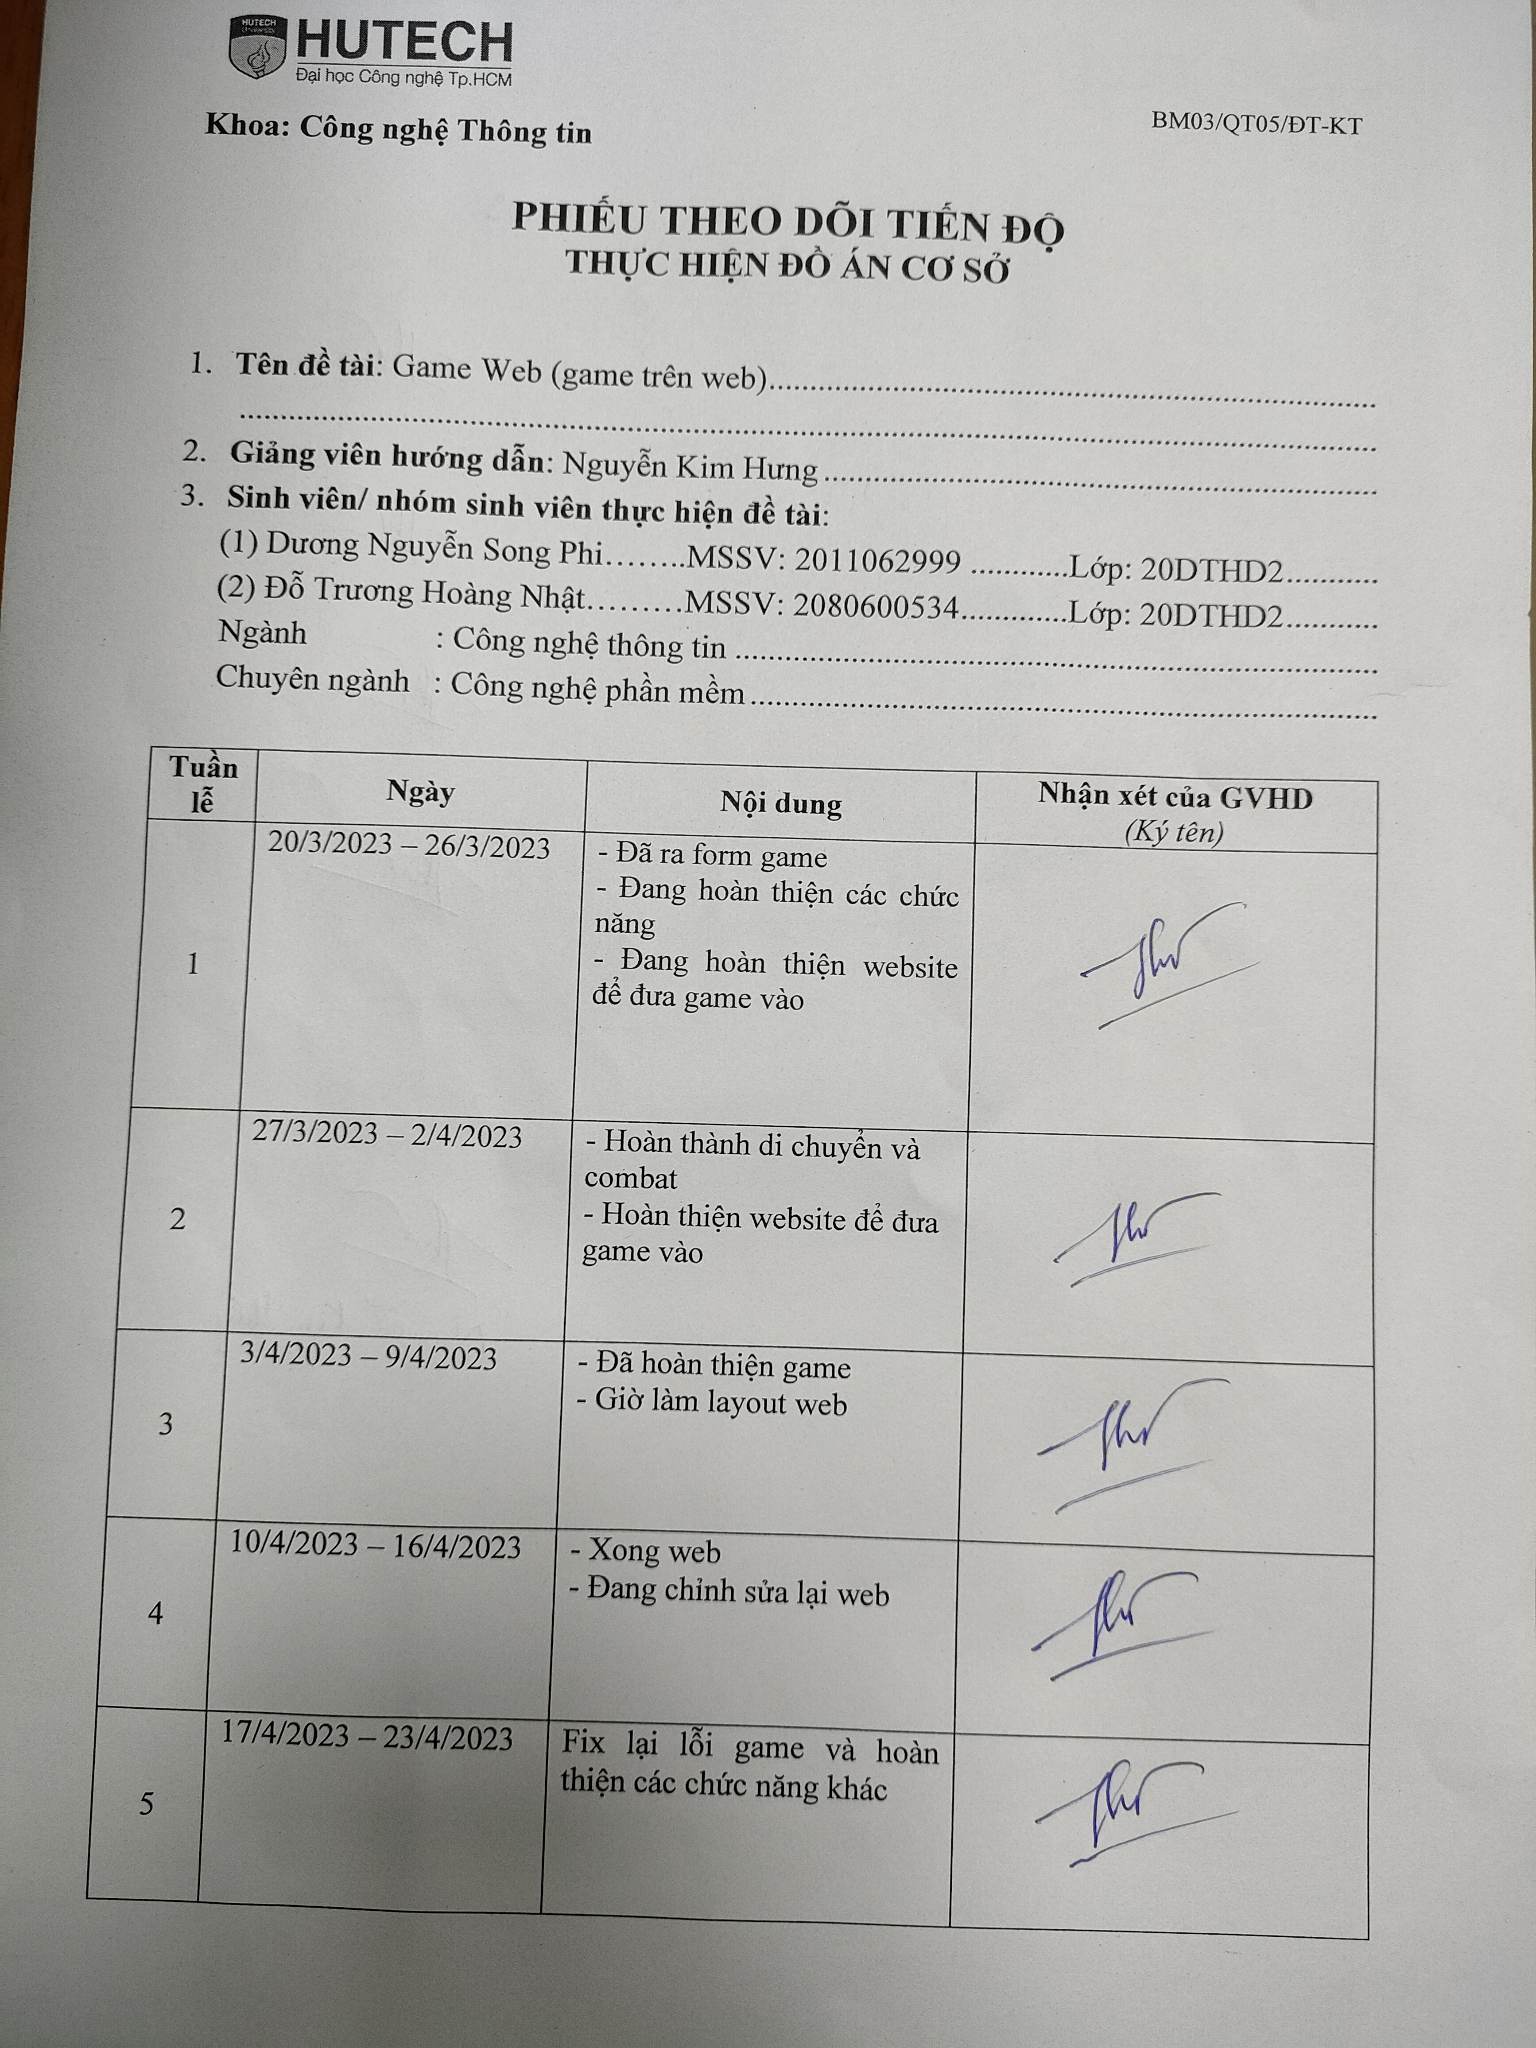 HUTECH
HUTECH
Đại học Công nghệ Tp.HCM
Khoa: Công nghệ Thông tin
BM03/QT05/ĐT-KT
PHIẾU THEO DÕI TIẾN ĐỘ
THỰC HIỆN ĐỒ ÁN CƠ SỞ
1. Tên đề tài: Game Web (game trên web)
2. Giảng viên hướng dẫn: Nguyễn Kim Hưng
3. Sinh viên/ nhóm sinh viên thực hiện đề tài:
(1) Dương Nguyễn Song Phi........MSSV: 2011062999 ............Lớp: 20DTHD2............
(2) Đỗ Trương Hoàng Nhật.........MSSV: 2080600534.............Lớp: 20DTHD2............
Ngành : Công nghệ thông tin
Chuyên ngành : Công nghệ phần mềm
Tuần
lễ
Ngày
Nội dung
Nhận xét của GVHD
(Ký tên)
1
20/3/2023 – 26/3/2023
- Đã ra form game
- Đang hoàn thiện các chức
năng
- Đang hoàn thiện website
để đưa game vào
2
27/3/2023 – 2/4/2023
- Hoàn thành di chuyển và
combat
- Hoàn thiện website để đưa
game vào
3
3/4/2023 – 9/4/2023
- Đã hoàn thiện game
- Giờ làm layout web
4
10/4/2023 – 16/4/2023
- Xong web
- Đang chỉnh sửa lại web
5
17/4/2023 – 23/4/2023
Fix lại lỗi game và hoàn
thiện các chức năng khác